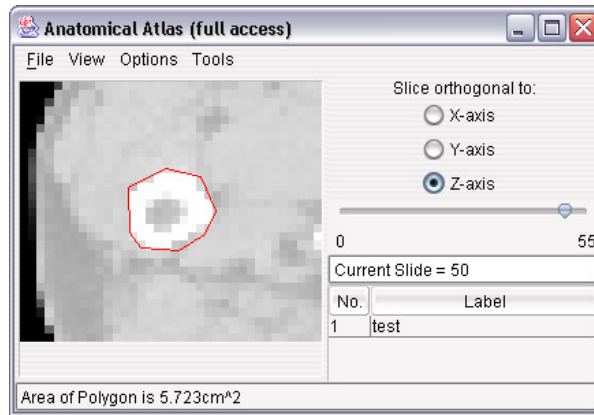 Anatomical Atlas (full access)
File View Options Tools
Slice orthogonal to:
X-axis
Y-axis
Z-axis
0 55
Current Slide = 50
No. Label
1 test
Area of Polygon is 5.723cm^2